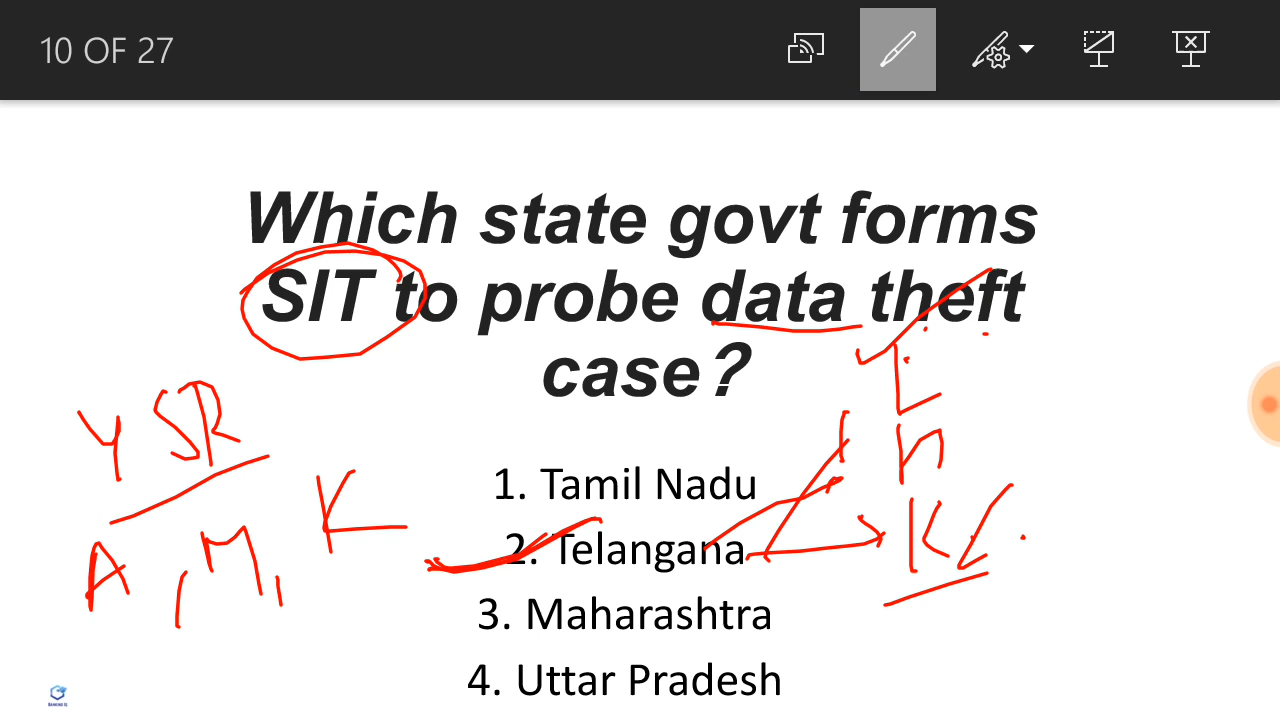 10 OF 27
Which state govt forms
SIT to probe data theft
case?
YSR
A, M, K
1. Tamil Nadu
2. Telangana
3. Maharashtra
4. Uttar Pradesh